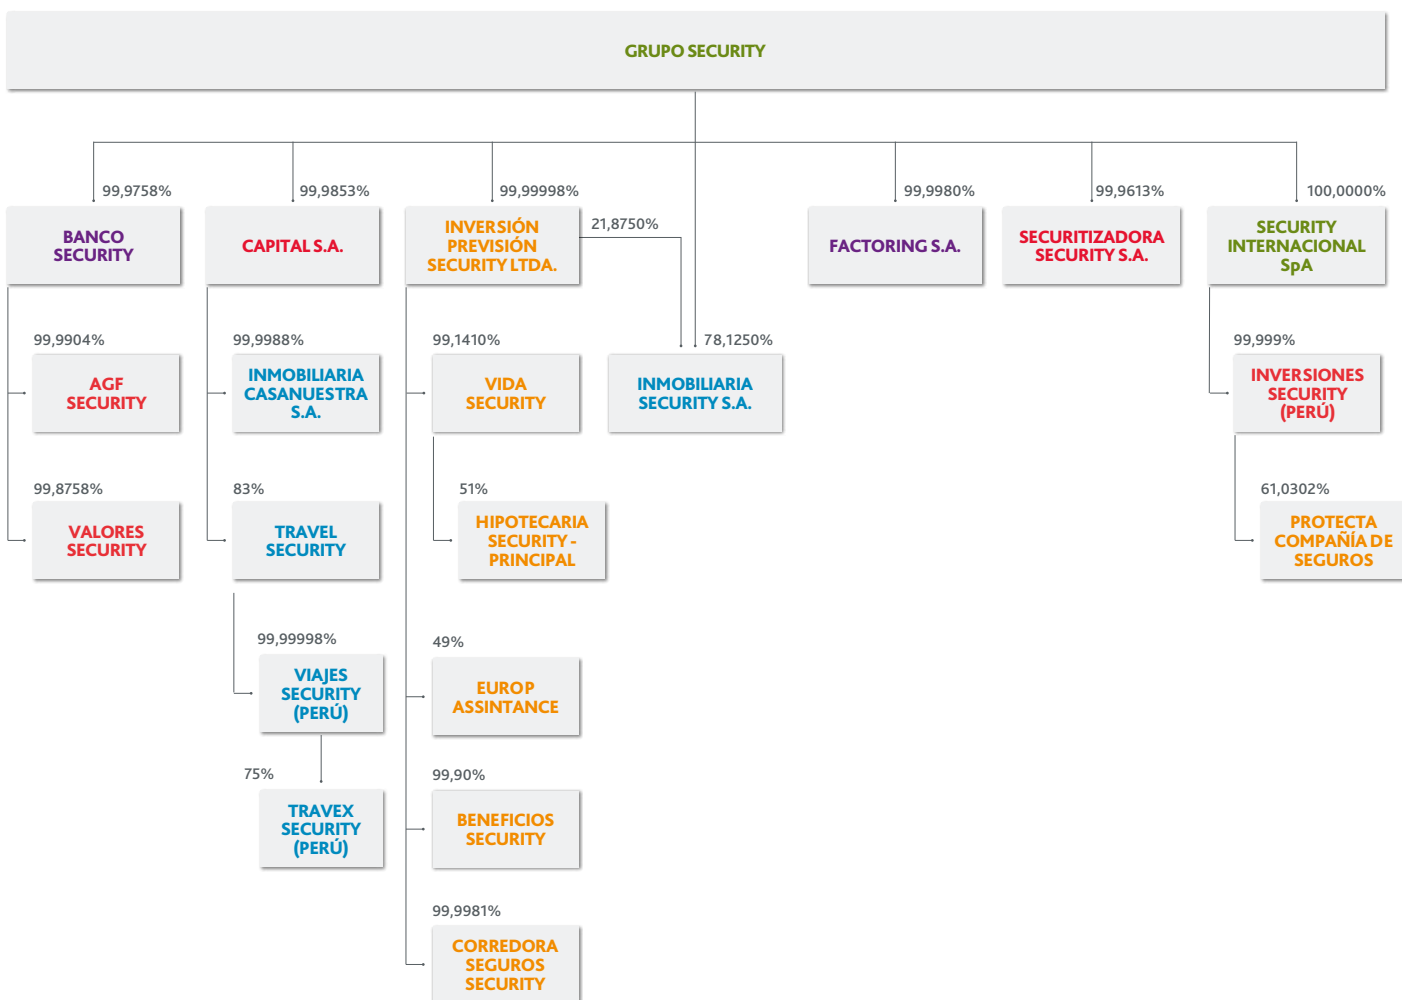 GRUPO SECURITY
99,9758%
99,9853%
99,99998%
99,9980%
99,9613%
100,0000%
BANCO
SECURITY
CAPITAL S.A.
INVERSIÓN
PREVISIÓN
SECURITY LTDA.
21,8750%
FACTORING S.A.
SECURITIZADORA
SECURITY S.A.
SECURITY
INTERNACIONAL
SpA
99,9904%
99,9988%
99,1410%
78,1250%
99,999%
AGF
SECURITY
INMOBILIARIA
CASANUESTRA
S.A.
VIDA
SECURITY
INMOBILIARIA
SECURITY S.A.
INVERSIONES
SECURITY
(PERÚ)
99,8758%
83%
51%
61,0302%
VALORES
SECURITY
TRAVEL
SECURITY
HIPOTECARIA
SECURITY -
PRINCIPAL
PROTECTA
COMPAÑÍA DE
SEGUROS
99,99998%
49%
VIAJES
SECURITY
(PERÚ)
EUROP
ASSINTANCE
75%
99,90%
TRAVEX
SECURITY
(PERÚ)
BENEFICIOS
SECURITY
99,9981%
CORREDORA
SEGUROS
SECURITY